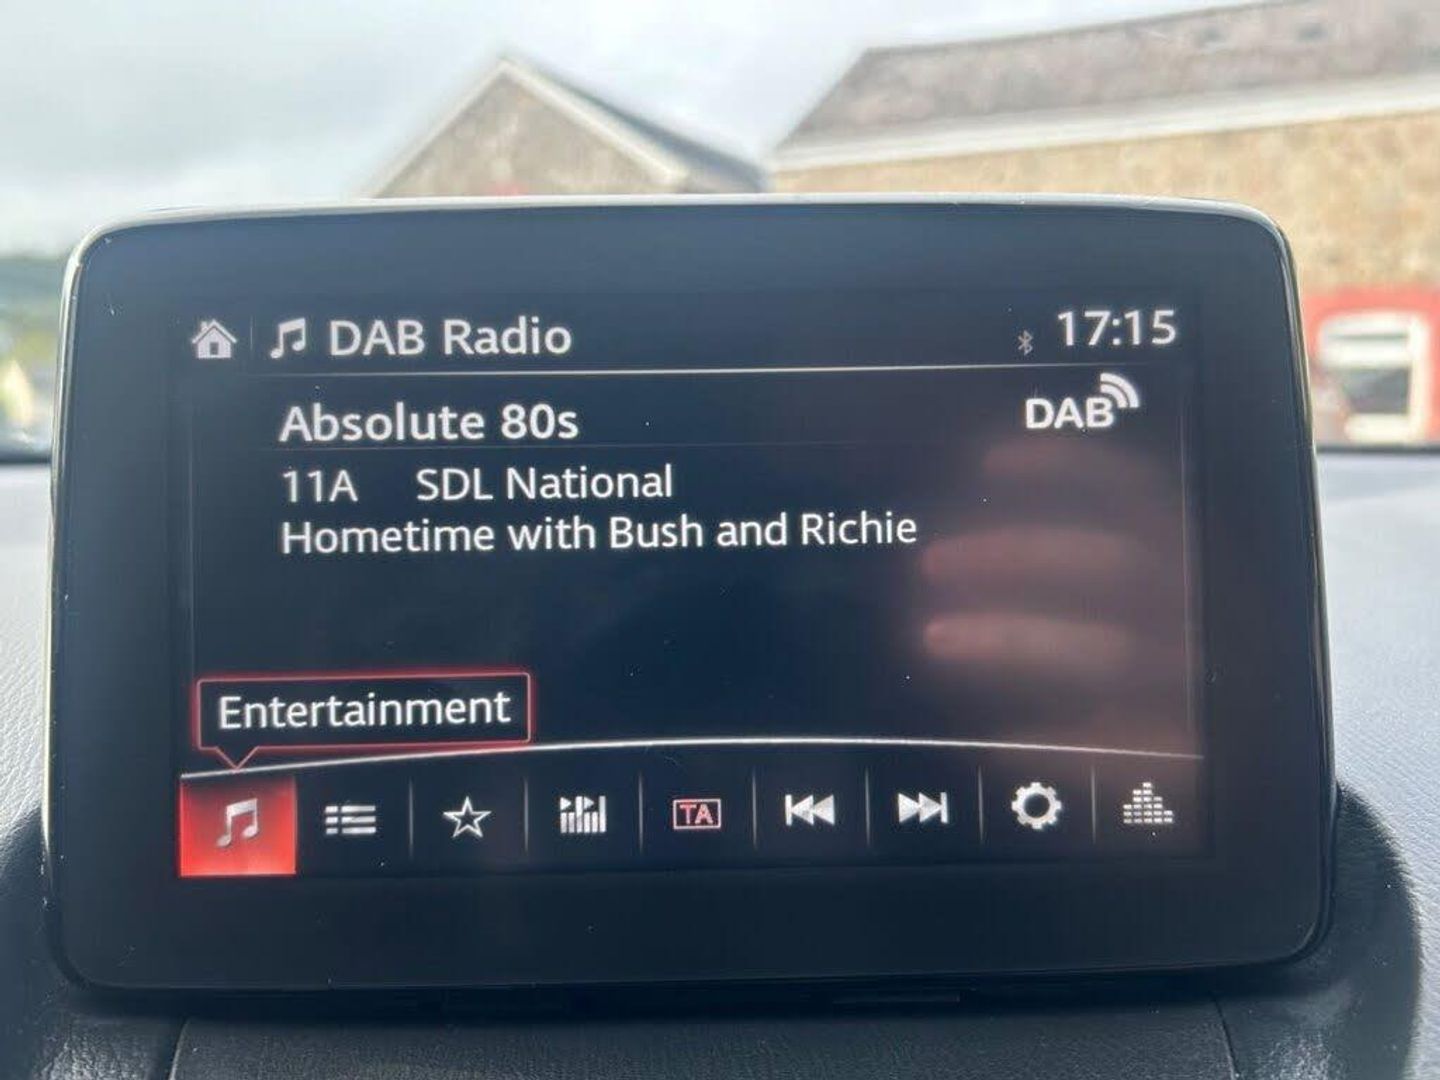 DAB Radio
17:15
Absolute 80s
DAB
11A SDL National
Hometime with Bush and Richie
Entertainment
TA